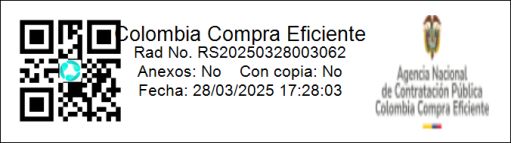 Colombia Compra Eficiente
Rad No. RS20250328003062
Anexos: No Con copia: No
Fecha: 28/03/2025 17:28:03
Agencia Nacional
de Contratación Pública
Colombia Compra Eficiente